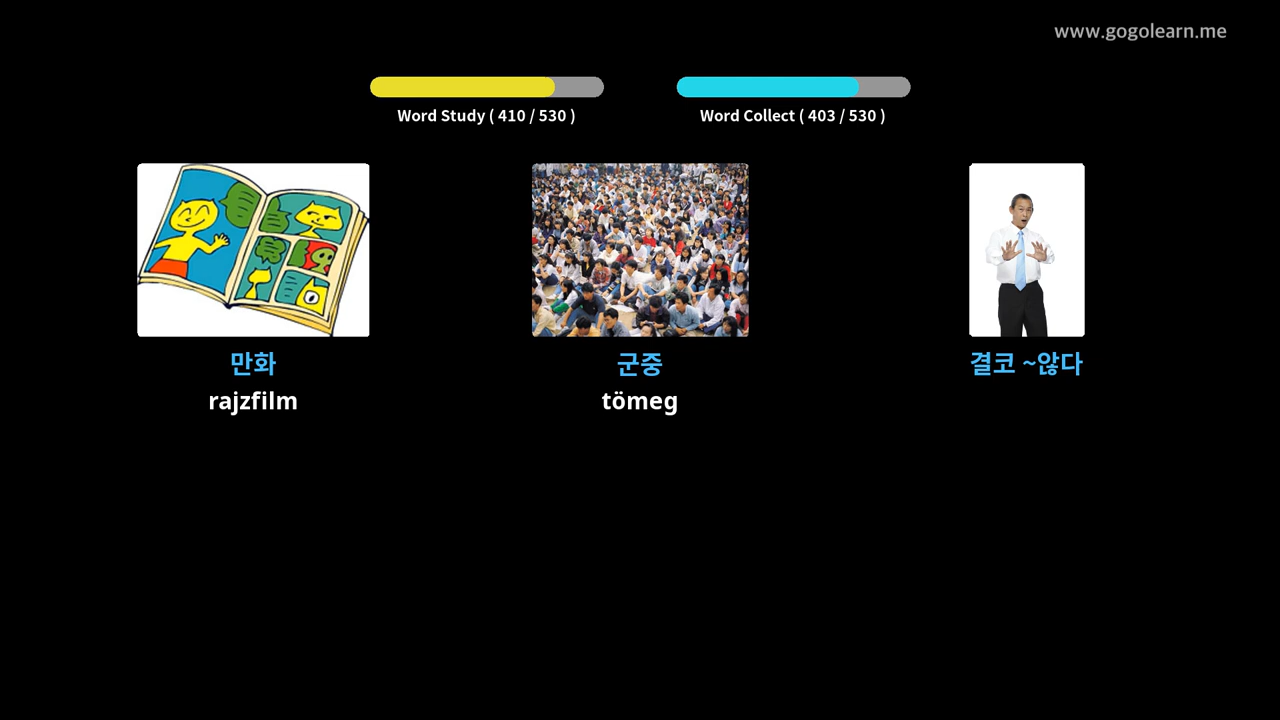 www.gogolearn.me
Word Study ( 410 / 530 )
Word Collect ( 403 / 530 )
만화
rajzfilm
군중
tömeg
결코 ~않다